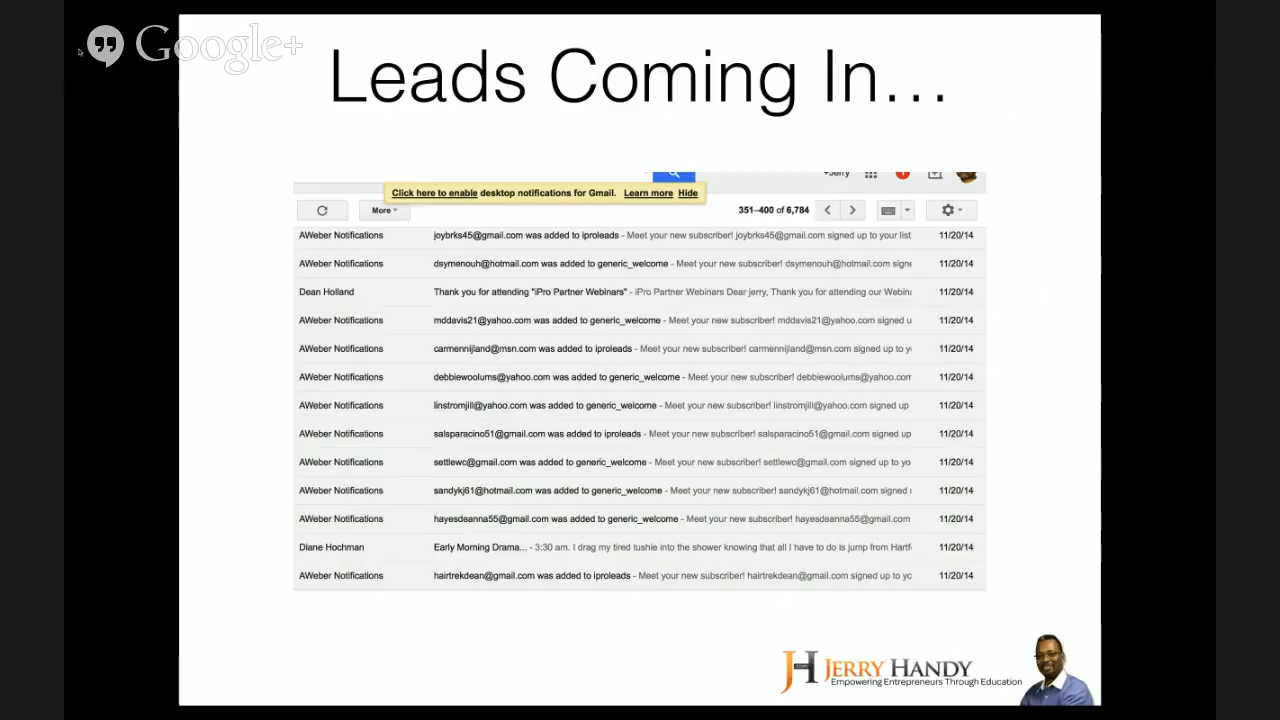 Google+
Leads Coming In...
Click here to enable desktop notifications for Gmail. Learn more Hide
More 351–400 of 6,784
AWeber Notifications joybrks45@gmail.com was added to iproleads - Meet your new subscriber! joybrks45@gmail.com signed up to your list 11/20/14
AWeber Notifications dsymenouh@hotmail.com was added to generic_welcome - Meet your new subscriber! dsymenouh@hotmail.com signe 11/20/14
Dean Holland Thank you for attending "iPro Partner Webinars" - iPro Partner Webinars Dear jerry, Thank you for attending our Webina 11/20/14
AWeber Notifications mddavis21@yahoo.com was added to generic_welcome - Meet your new subscriber! mddavis21@yahoo.com signed u 11/20/14
AWeber Notifications carmennijland@msn.com was added to iproleads - Meet your new subscriber! carmennijland@msn.com signed up to y 11/20/14
AWeber Notifications debbiewoolums@yahoo.com was added to generic_welcome - Meet your new subscriber! debbiewoolums@yahoo.com 11/20/14
AWeber Notifications linstromjill@yahoo.com was added to generic_welcome - Meet your new subscriber! linstromjill@yahoo.com signed up 11/20/14
AWeber Notifications salsparacino51@gmail.com was added to iproleads - Meet your new subscriber! salsparacino51@gmail.com signed up 11/20/14
AWeber Notifications settlewc@gmail.com was added to generic_welcome - Meet your new subscriber! settlewc@gmail.com signed up to yo 11/20/14
AWeber Notifications sandykj61@hotmail.com was added to generic_welcome - Meet your new subscriber! sandykj61@hotmail.com signed 11/20/14
AWeber Notifications hayesdeanna55@gmail.com was added to generic_welcome - Meet your new subscriber! hayesdeanna55@gmail.com 11/20/14
Diane Hochman Early Morning Drama... - 3:30 am. I drag my tired tushie into the shower knowing that all I have to do is jump from Hartf 11/20/14
AWeber Notifications hairtrekdean@gmail.com was added to iproleads - Meet your new subscriber! hairtrekdean@gmail.com signed up to yo 11/20/14
JH .com JERRY HANDY
Empowering Entrepreneurs Through Education